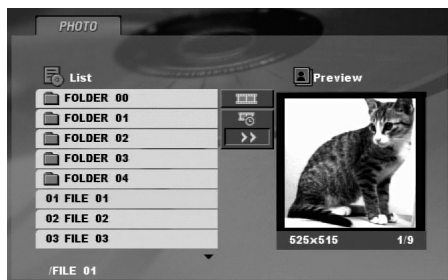 PHOTO
List
FOLDER 00
FOLDER 01
FOLDER 02
FOLDER 03
FOLDER 04
01 FILE 01
02 FILE 02
03 FILE 03
/FILE 01
>>
Preview
525x515 1/9